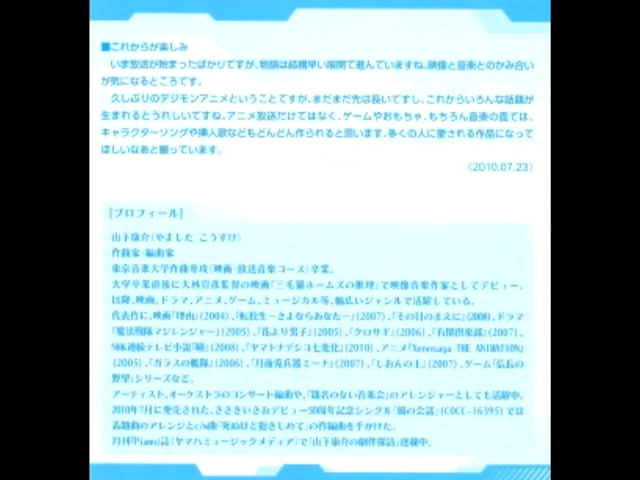 ■これからが楽しみ
いま放送が始まったばかりですが、物語は結構早い展開で進んでいますね。映像と音楽とのかみ合い
が気になるところです。
久しぶりのデジモンアニメということですが、まだまだ先は長いですし、これからいろんな話題が
生まれるとうれしいですね。アニメ放送だけではなく、ゲームやおもちゃ、もちろん音楽の面では、
キャラクターソングや挿入歌などもどんどん作られると思います。多くの人に愛される作品になって
ほしいなあと願っています。
(2010.07.23)
[プロフィール]
山下康介(やました こうすけ)
作曲家・編曲家
東京音楽大学作曲専攻(映画・放送音楽コース)卒業。
大学卒業直後に大林宣彦監督の映画『三毛猫ホームズの推理』で映像音楽作家としてデビュー。
以降、映画、ドラマ、アニメ、ゲーム、ミュージカル等、幅広いジャンルで活躍している。
代表作に、映画『理由』(2004)、『転校生～さよならあなた～』(2007)、『その日のまえに』(2008)、ドラマ
『魔法戦隊マジレンジャー』(2005)、『花より男子』(2005)、『クロサギ』(2006)、『有閑倶楽部』(2007)、
NHK連続テレビ小説『瞳』(2008)、『ヤマトナデシコ七変化』(2010)、アニメ『Xenosaga THE ANIMATION』
(2005)、『ガラスの艦隊』(2006)、『月面兎兵器ミーナ』(2007)、『しおんの王』(2007)、ゲーム『信長の
野望』シリーズなど。
アーティスト、オーケストラのコンサート編曲や、『題名のない音楽会』のアレンジャーとしても活躍中。
2010年7月に発売された、ささきいさおデビュー50周年記念シングル『風の会話』(COCC-16395)では
表題曲のアレンジとc/w曲『死ぬほど抱きしめて』の作編曲を手がけた。
月刊『Piano』誌(ヤマハミュージックメディア)で『山下康介の劇伴探訪』連載中。